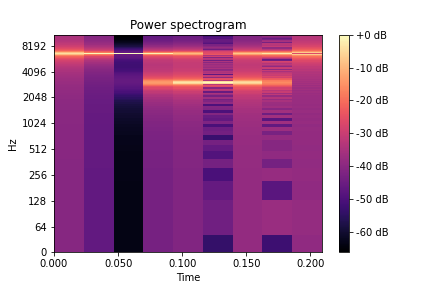 Power spectrogram
8192
4096
2048
1024
512
256
128
64
0
Hz
0.000
0.050
0.100
0.150
0.200
Time
+0 dB
-10 dB
-20 dB
-30 dB
-40 dB
-50 dB
-60 dB